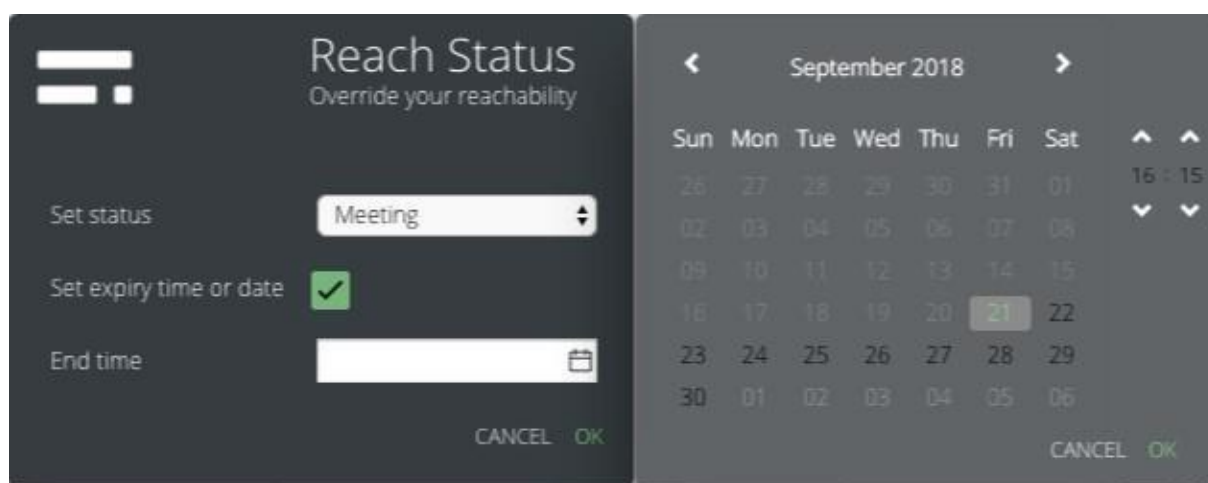 Reach Status
Override your reachability
Set status
Meeting
Set expiry time or date
End time
CANCEL OK
September 2018
Sun Mon Tue Wed Thu Fri Sat
26 27 28 29 30 31 01
02 03 04 05 06 07 08
09 10 11 12 13 14 15
16 17 18 19 20 21 22
23 24 25 26 27 28 29
30 01 02 03 04 05 06
16 : 15
CANCEL OK